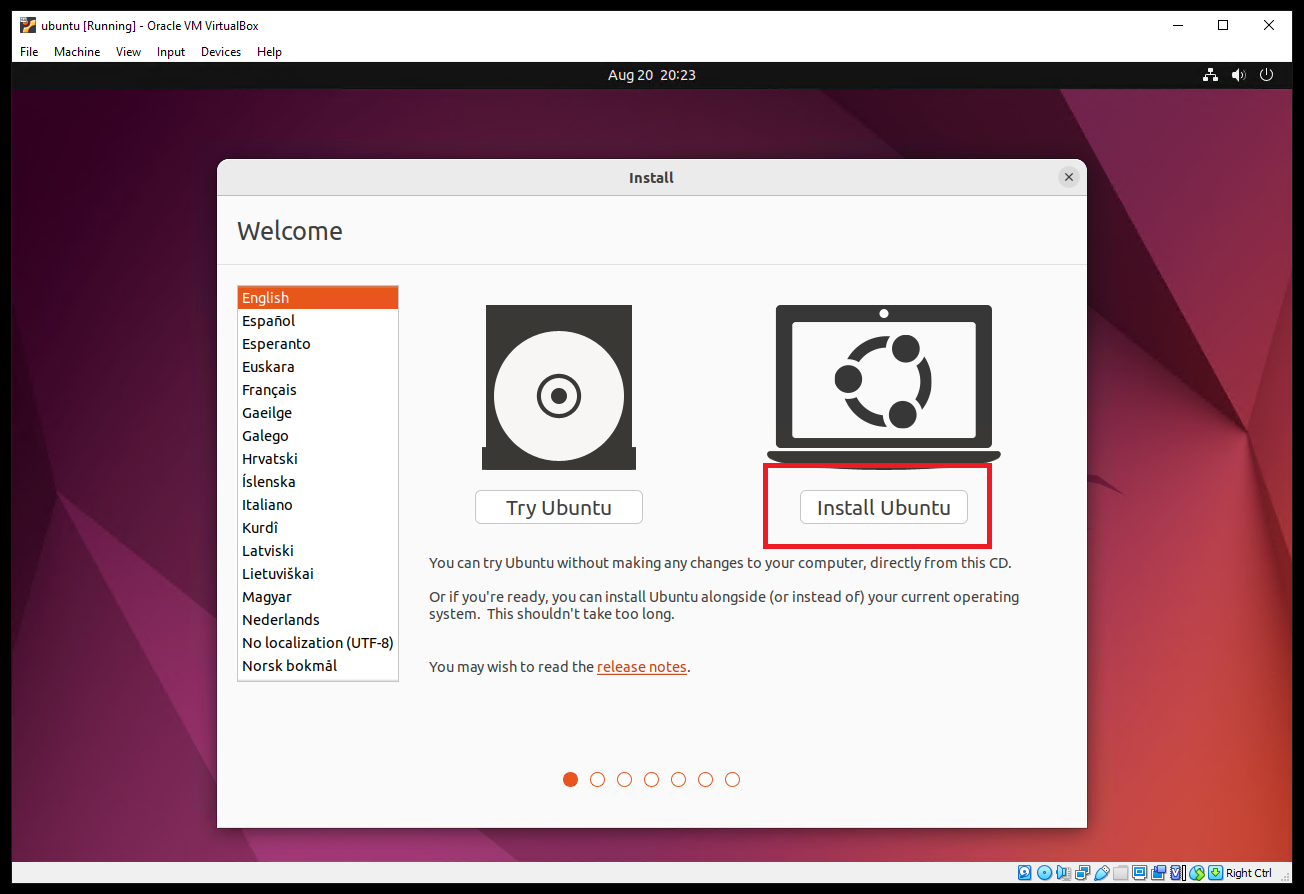 ubuntu [Running] - Oracle VM VirtualBox
File Machine View Input Devices Help
Aug 20 20:23
Install
Welcome
English
Español
Esperanto
Euskara
Français
Gaeilge
Galego
Hrvatski
Íslenska
Italiano
Kurdî
Latviski
Lietuviškai
Magyar
Nederlands
No localization (UTF-8)
Norsk bokmål
Try Ubuntu
Install Ubuntu
You can try Ubuntu without making any changes to your computer, directly from this CD.
Or if you're ready, you can install Ubuntu alongside (or instead of) your current operating
system. This shouldn't take too long.
You may wish to read the release notes.
Right Ctrl